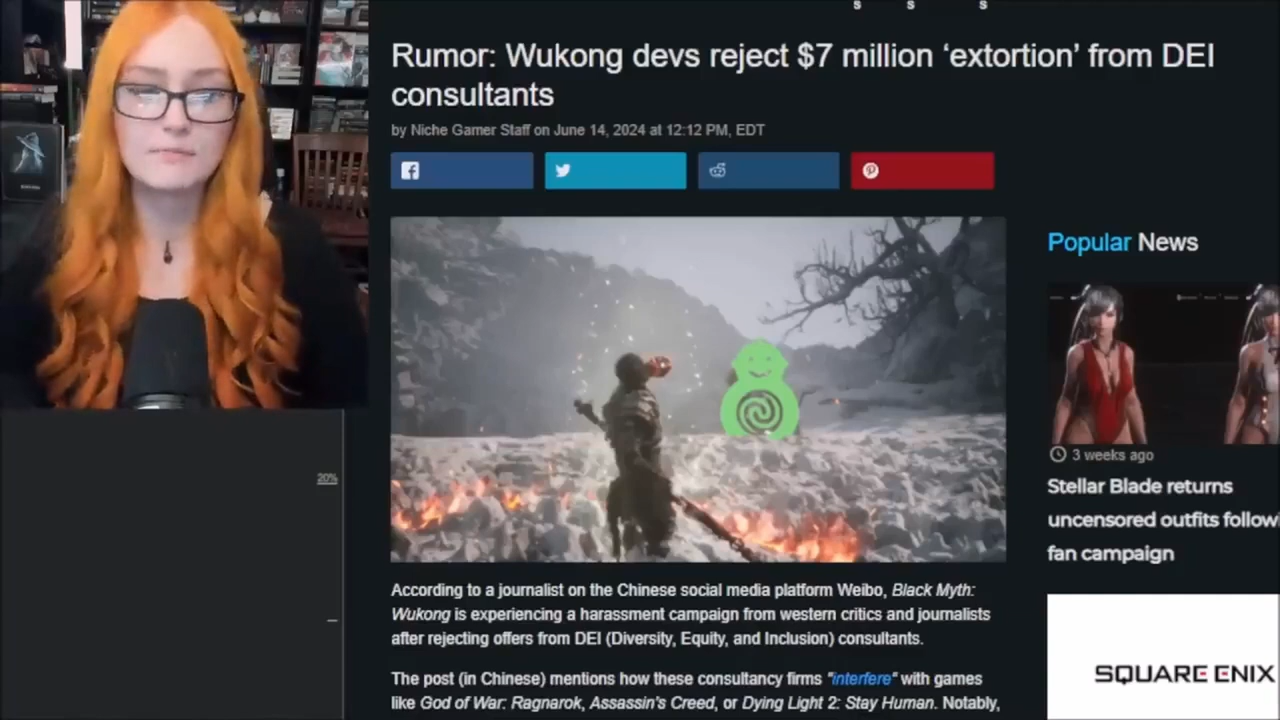 s s s
Rumor: Wukong devs reject $7 million ‘extortion’ from DEI
consultants
by Niche Gamer Staff on June 14, 2024 at 12:12 PM, EDT
According to a journalist on the Chinese social media platform Weibo, Black Myth:
Wukong is experiencing a harassment campaign from western critics and journalists
after rejecting offers from DEI (Diversity, Equity, and Inclusion) consultants.
The post (in Chinese) mentions how these consultancy firms "interfere" with games
like God of War: Ragnarok, Assassin's Creed, or Dying Light 2: Stay Human. Notably,
Popular News
3 weeks ago
Stellar Blade returns
uncensored outfits follow
fan campaign
SQUARE ENIX
20%